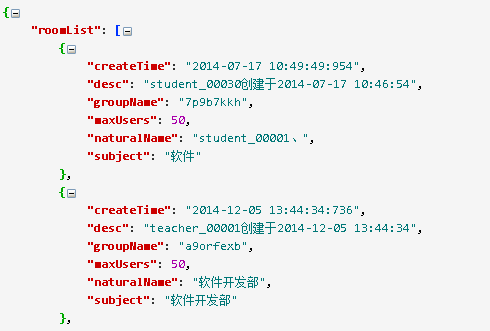 {
"roomList": [
{
"createTime": "2014-07-17 10:49:49:954",
"desc": "student_00030创建于2014-07-17 10:46:54",
"groupName": "7p9b7kkh",
"maxUsers": 50,
"naturalName": "student_00001、",
"subject": "软件"
},
{
"createTime": "2014-12-05 13:44:34:736",
"desc": "teacher_00001创建于2014-12-05 13:44:34",
"groupName": "a9orfexb",
"maxUsers": 50,
"naturalName": "软件开发部",
"subject": "软件开发部"
},